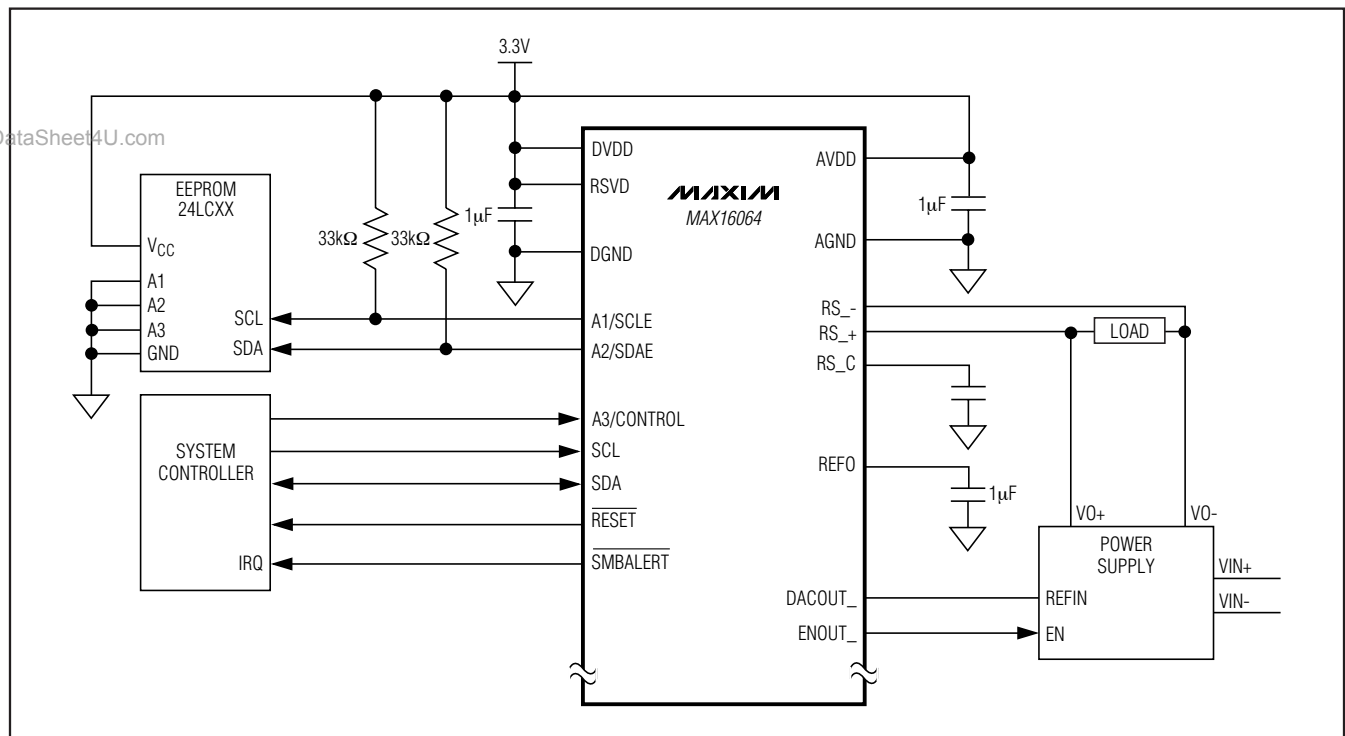 3.3V
DataSheet4U.com
EEPROM
24LCXX
VCC
A1
A2
A3
GND
SCL
SDA
33kΩ
33kΩ
1μF
DVDD
RSVD
DGND
A1/SCLE
A2/SDAE
MAXIM
MAX16064
AVDD
AGND
1μF
RS_-
RS_+
RS_C
LOAD
SYSTEM
CONTROLLER
IRQ
A3/CONTROL
SCL
SDA
RESET
SMBALERT
REFO
1μF
DACOUT_
ENOUT_
VO+
VO-
POWER
SUPPLY
REFIN
EN
VIN+
VIN-